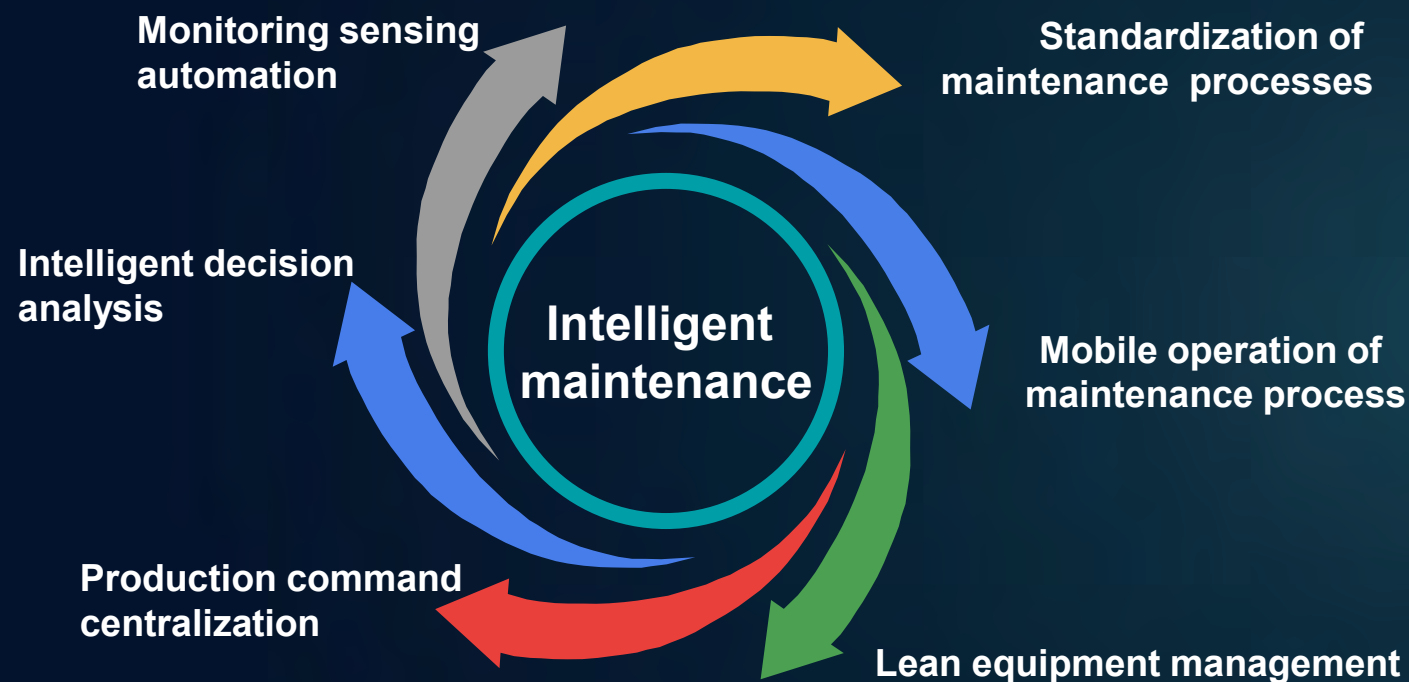 Monitoring sensing
automation
Standardization of
maintenance processes
Intelligent decision
analysis
Intelligent
maintenance
Mobile operation of
maintenance process
Production command
centralization
Lean equipment management